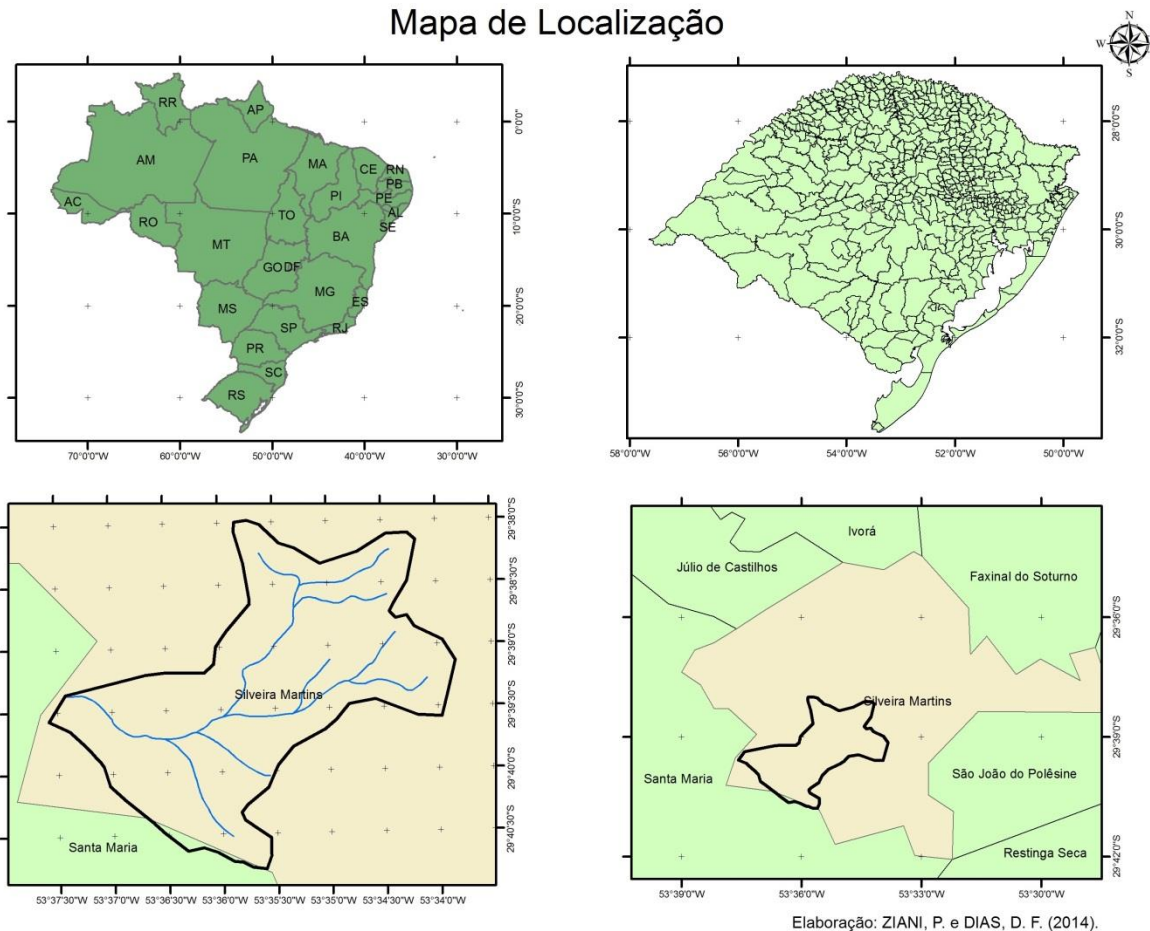 Mapa de Localização
N
W
E
S
RR
AP
AM
PA
MA
CE
RN
PB
PE
PI
AL
SE
AC
RO
TO
BA
MT
GO
DF
MG
MS
ES
SP
RJ
PR
SC
RS
0°0'0"
10°0'0"S
20°0'0"S
30°0'0"S
70°0'0"W 60°0'0"W 50°0'0"W 40°0'0"W 30°0'0"W
28°0'0"S
30°0'0"S
32°0'0"S
58°0'0"W 56°0'0"W 54°0'0"W 52°0'0"W 50°0'0"W
Silveira Martins
Santa Maria
29°38'0"S
29°38'30"S
29°39'0"S
29°39'30"S
29°40'0"S
29°40'30"S
53°37'30"W 53°37'0"W 53°36'30"W 53°36'0"W 53°35'30"W 53°35'0"W 53°34'30"W 53°34'0"W
Ivorá
Júlio de Castilhos
Faxinal do Soturno
Silveira Martins
Santa Maria
São João do Polêsine
Restinga Seca
29°36'0"S
29°39'0"S
29°42'0"S
53°39'0"W 53°36'0"W 53°33'0"W 53°30'0"W
Elaboração: ZIANI, P. e DIAS, D. F. (2014).